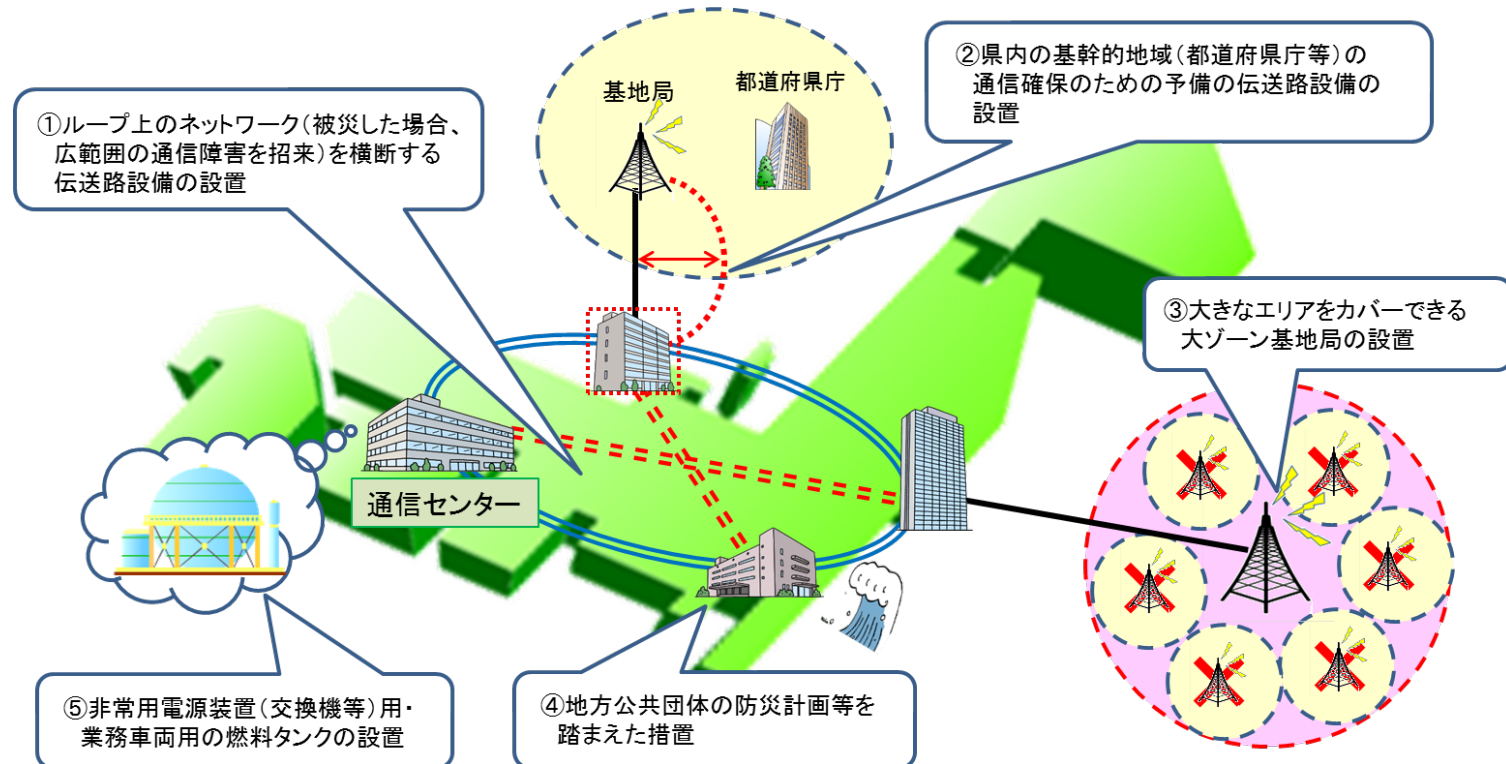 ①ループ上のネットワーク(被災した場合、
広範囲の通信障害を招来)を横断する
伝送路設備の設置
基地局
都道府県庁
②県内の基幹的地域(都道府県庁等)の
通信確保のための予備の伝送路設備の
設置
③大きなエリアをカバーできる
大ゾーン基地局の設置
通信センター
⑤非常用電源装置(交換機等)用・
業務車両用の燃料タンクの設置
④地方公共団体の防災計画等を
踏まえた措置